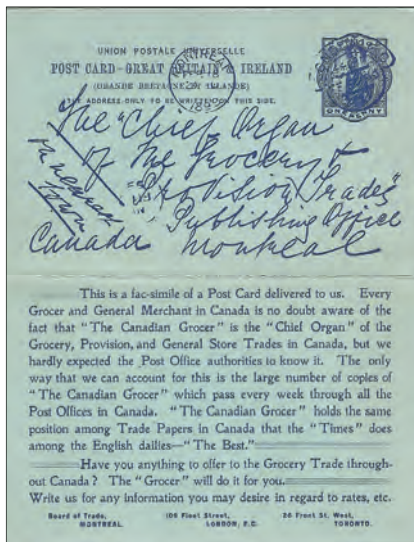 UNION POSTALE UNIVERSELLE
POST CARD - GREAT BRITAIN & IRELAND
(GRANDE BRETAGNE ET IRLANDE)
THE ADDRESS ONLY TO BE WRITTEN ON THIS SIDE.
MONTREAL
ONE PENNY
The "Chief Organ
of the Grocery &
Provision Trades"
Publishing Office
Canada Montreal
This is a fac-simile of a Post Card delivered to us. Every
Grocer and General Merchant in Canada is no doubt aware of the
fact that "The Canadian Grocer" is the "Chief Organ" of the
Grocery, Provision, and General Store Trades in Canada, but we
hardly expected the Post Office authorities to know it. The only
way that we can account for this is the large number of copies of
"The Canadian Grocer" which pass every week through all the
Post Offices in Canada. "The Canadian Grocer" holds the same
position among Trade Papers in Canada that the "Times" does
among the English dailies—"The Best."
Have you anything to offer to the Grocery Trade through-
out Canada? The "Grocer" will do it for you.
Write us for any information you may desire in regard to rates, etc.
Board of Trade, 109 Fleet Street, 26 Front St. West,
MONTREAL. LONDON, E.C. TORONTO.